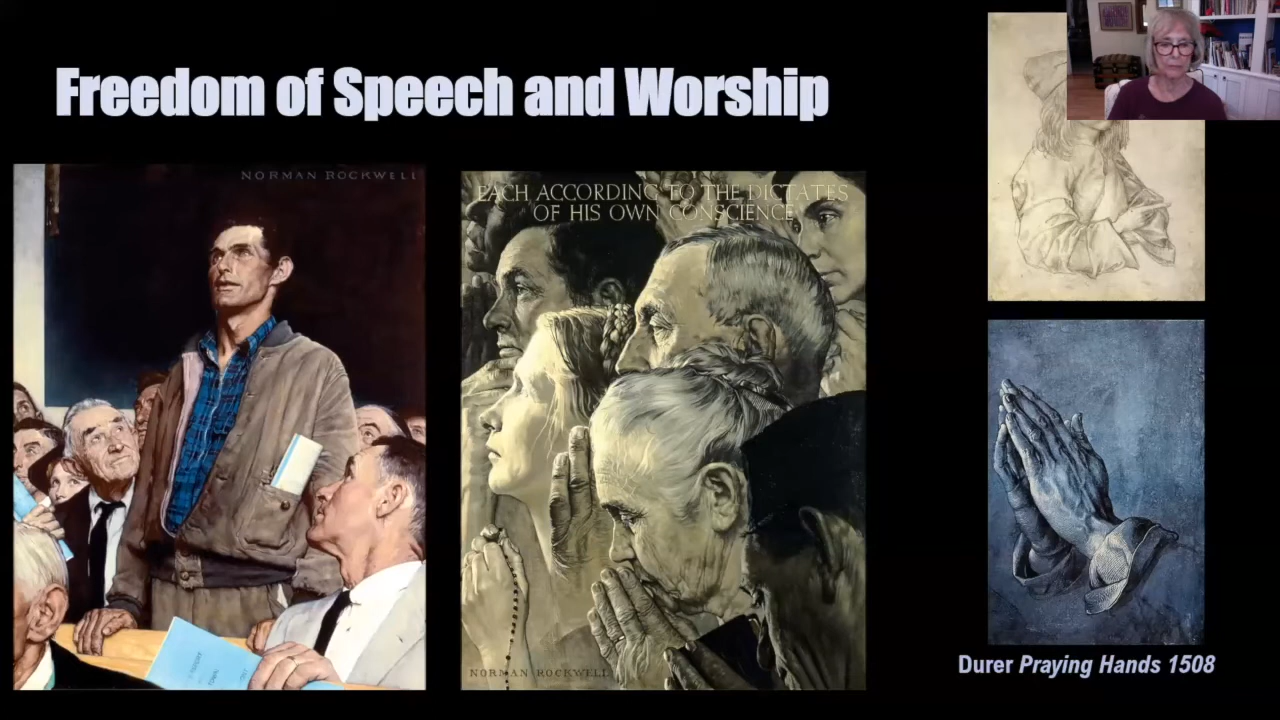 Freedom of Speech and Worship
NORMAN ROCKWELL
EACH ACCORDING TO THE DICTATES
OF HIS OWN CONSCIENCE
NORMAN ROCKWELL
Durer Praying Hands 1508